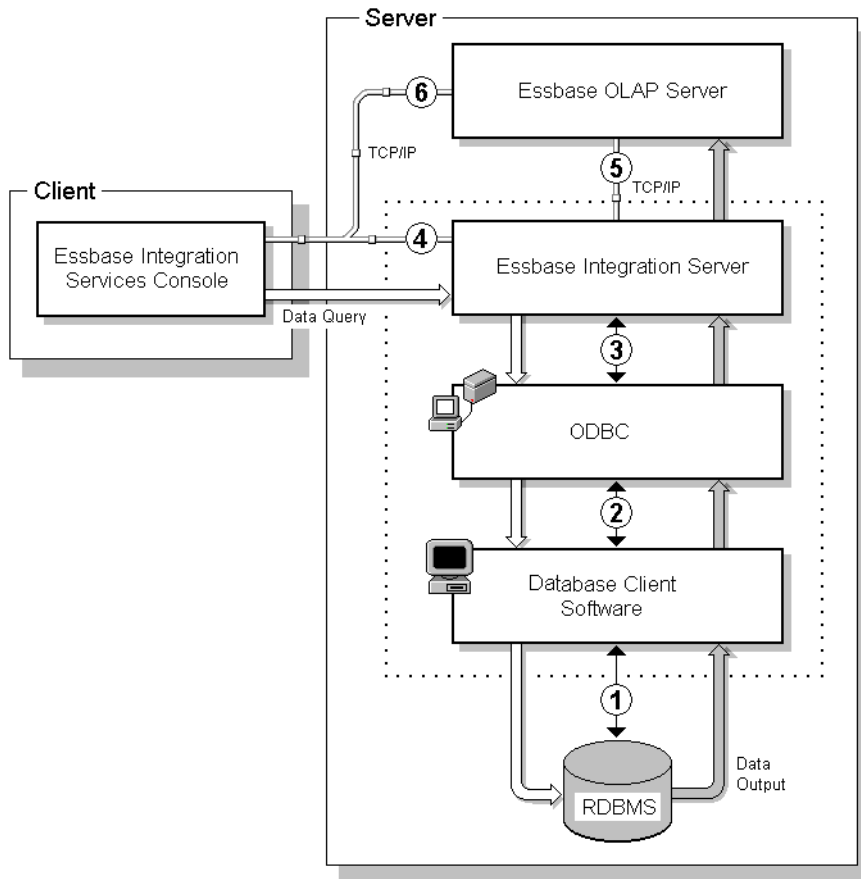 Server
6
Essbase OLAP Server
TCP/IP
5
TCP/IP
Client
Essbase Integration
Services Console
4
Essbase Integration Server
Data Query
3
ODBC
2
Database Client
Software
1
Data
Output
RDBMS